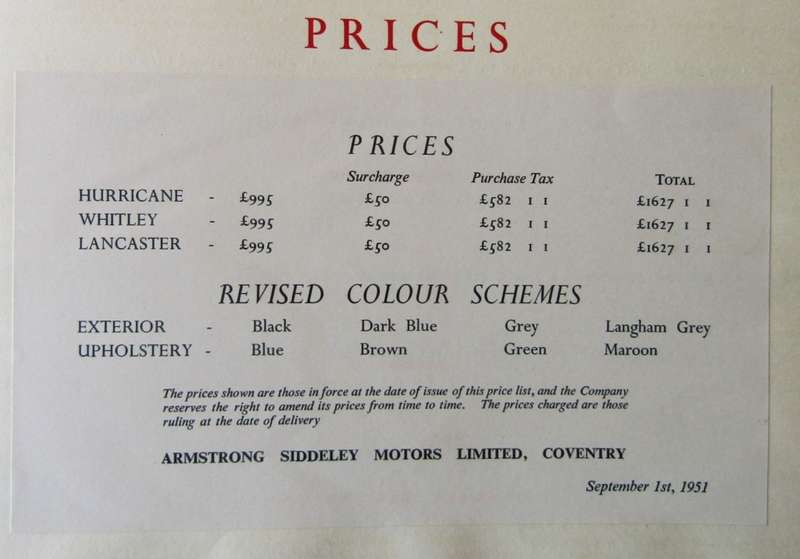 PRICES
PRICES
Surcharge Purchase Tax TOTAL
HURRICANE - £995 £50 £582 1 1 £1627 1 1
WHITLEY - £995 £50 £582 1 1 £1627 1 1
LANCASTER - £995 £50 £582 1 1 £1627 1 1
REVISED COLOUR SCHEMES
EXTERIOR - Black Dark Blue Grey Langham Grey
UPHOLSTERY - Blue Brown Green Maroon
The prices shown are those in force at the date of issue of this price list, and the Company
reserves the right to amend its prices from time to time. The prices charged are those
ruling at the date of delivery
ARMSTRONG SIDDELEY MOTORS LIMITED, COVENTRY
September 1st, 1951